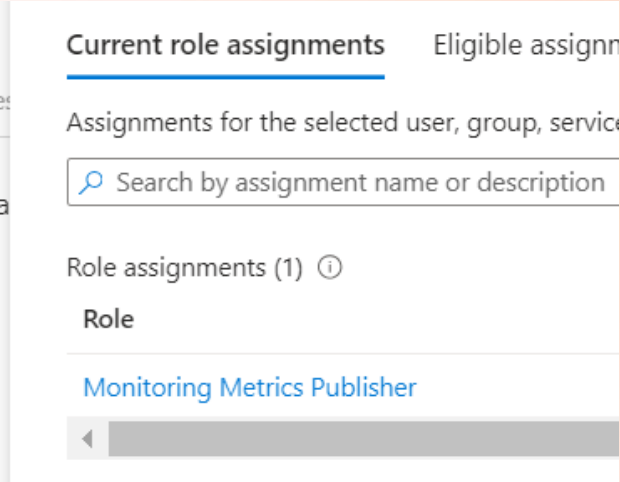 Current role assignments Eligible
Assignments for the selected user, group,
Search by assignment name or description
Role assignments (1)
Role
Monitoring Metrics Publisher